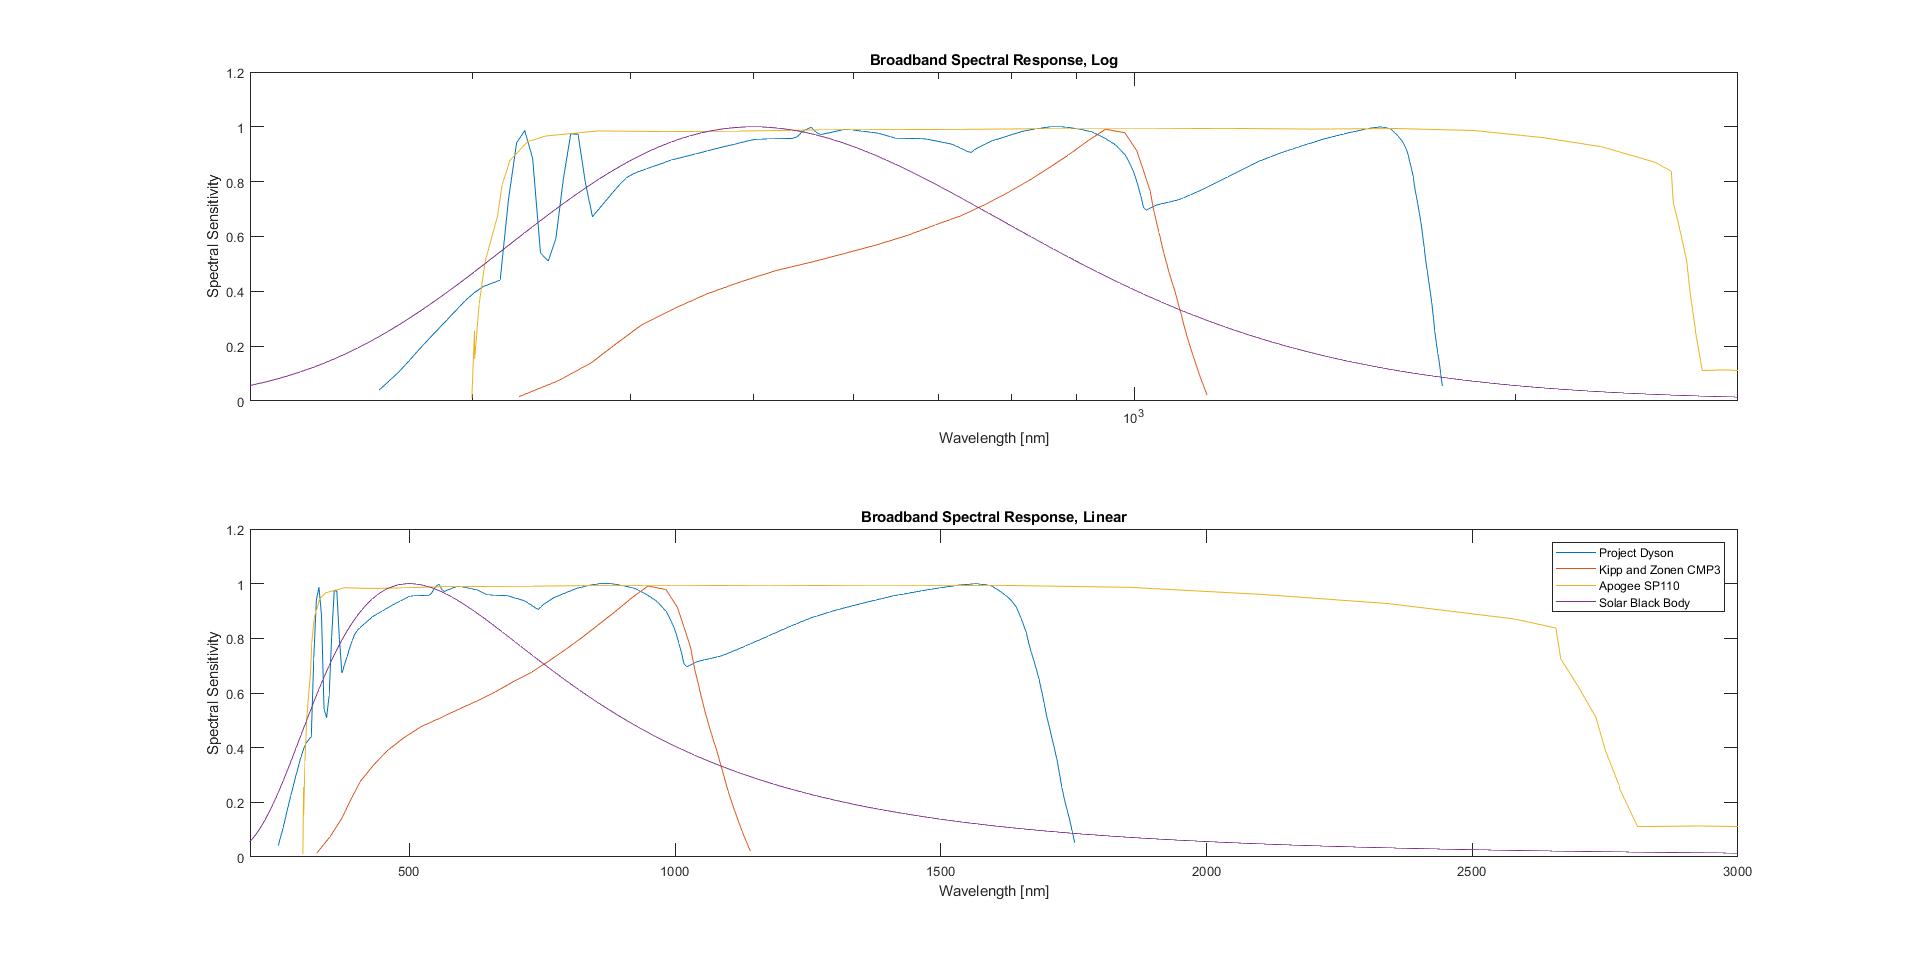 Broadband Spectral Response, Log
1.2
1
0.8
0.6
0.4
0.2
0
Spectral Sensitivity
10^3
Wavelength [nm]
Broadband Spectral Response, Linear
1.2
1
0.8
0.6
0.4
0.2
0
Spectral Sensitivity
Project Dyson
Kipp and Zonen CMP3
Apogee SP110
Solar Black Body
500 1000 1500 2000 2500 3000
Wavelength [nm]